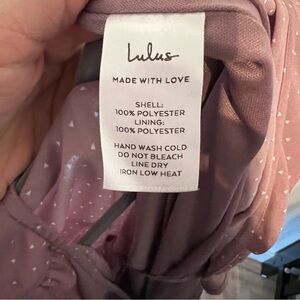 Lulus
MADE WITH LOVE
SHELL:
100% POLYESTER
LINING:
100% POLYESTER
HAND WASH COLD
DO NOT BLEACH
LINE DRY
IRON LOW HEAT